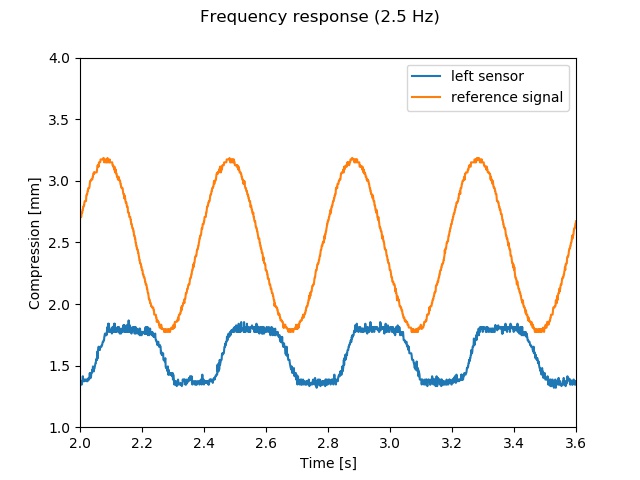 Frequency response (2.5 Hz)
left sensor
reference signal
Compression [mm]
4.0
3.5
3.0
2.5
2.0
1.5
1.0
2.0 2.2 2.4 2.6 2.8 3.0 3.2 3.4 3.6
Time [s]